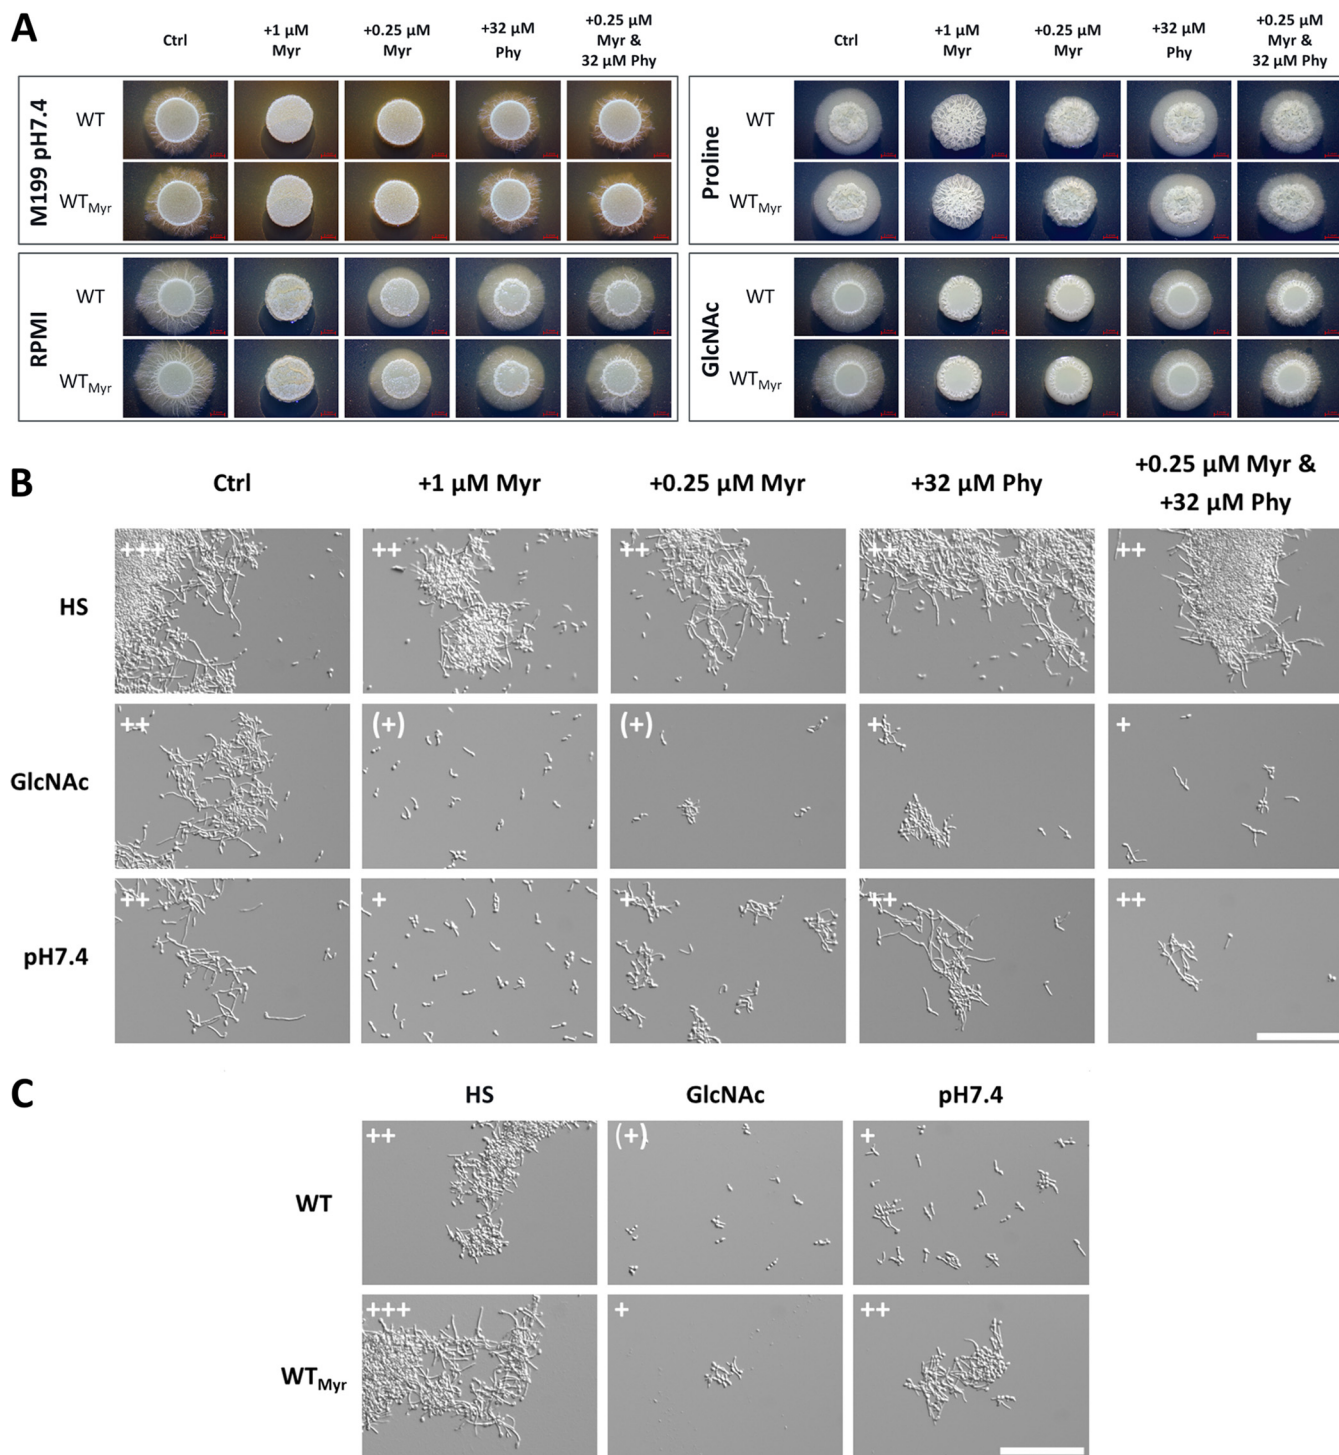 A
Ctrl
+1 µM
Myr
+0.25 µM
Myr
+32 µM
Phy
+0.25 µM
Myr &
32 µM Phy
Ctrl
+1 µM
Myr
+0.25 µM
Myr
+32 µM
Phy
+0.25 µM
Myr &
32 µM Phy
M199 pH7.4
WT
WTMyr
Proline
WT
WTMyr
RPMI
WT
WTMyr
GlcNAc
WT
WTMyr
B
Ctrl
+1 µM Myr
+0.25 µM Myr
+32 µM Phy
+0.25 µM Myr &
+32 µM Phy
HS
+++
++
++
++
++
GlcNAc
++
(+)
(+)
+
+
pH7.4
++
+
+
++
++
C
HS
GlcNAc
pH7.4
WT
++
(+)
+
WTMyr
+++
+
++